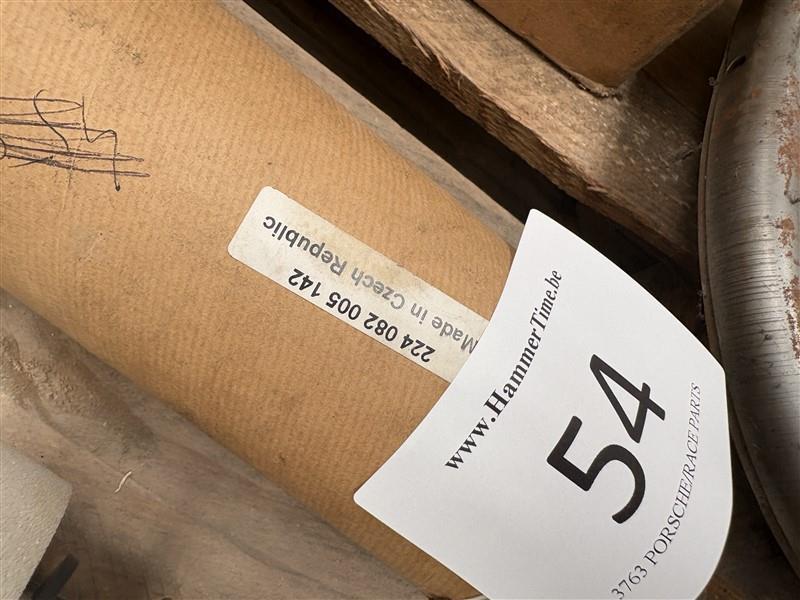 224 082 005 142
Made in Czech Republic
www.HammerTime.be
54
3763 PORSCHE/RACE PARTS